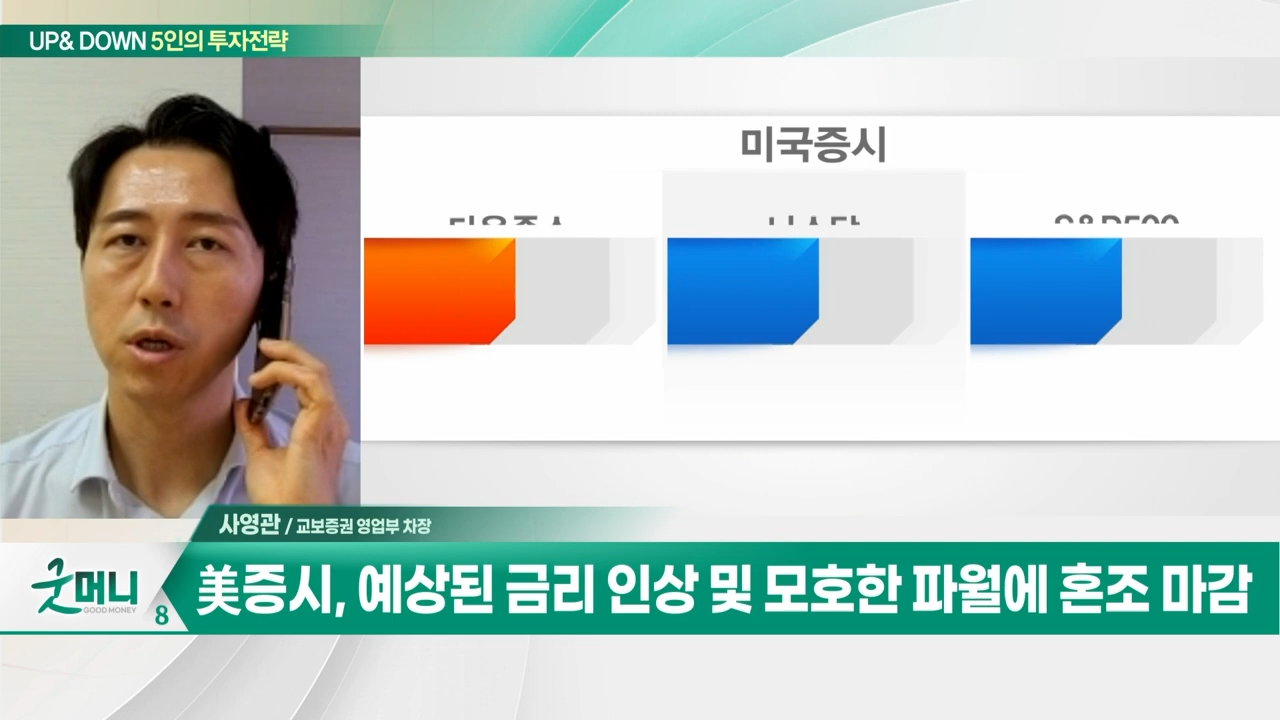 UP& DOWN 5인의 투자전략
미국증시
사영관 / 교보증권 영업부 차장
굿머니
GOOD MONEY
8
美증시, 예상된 금리 인상 및 모호한 파월에 혼조 마감